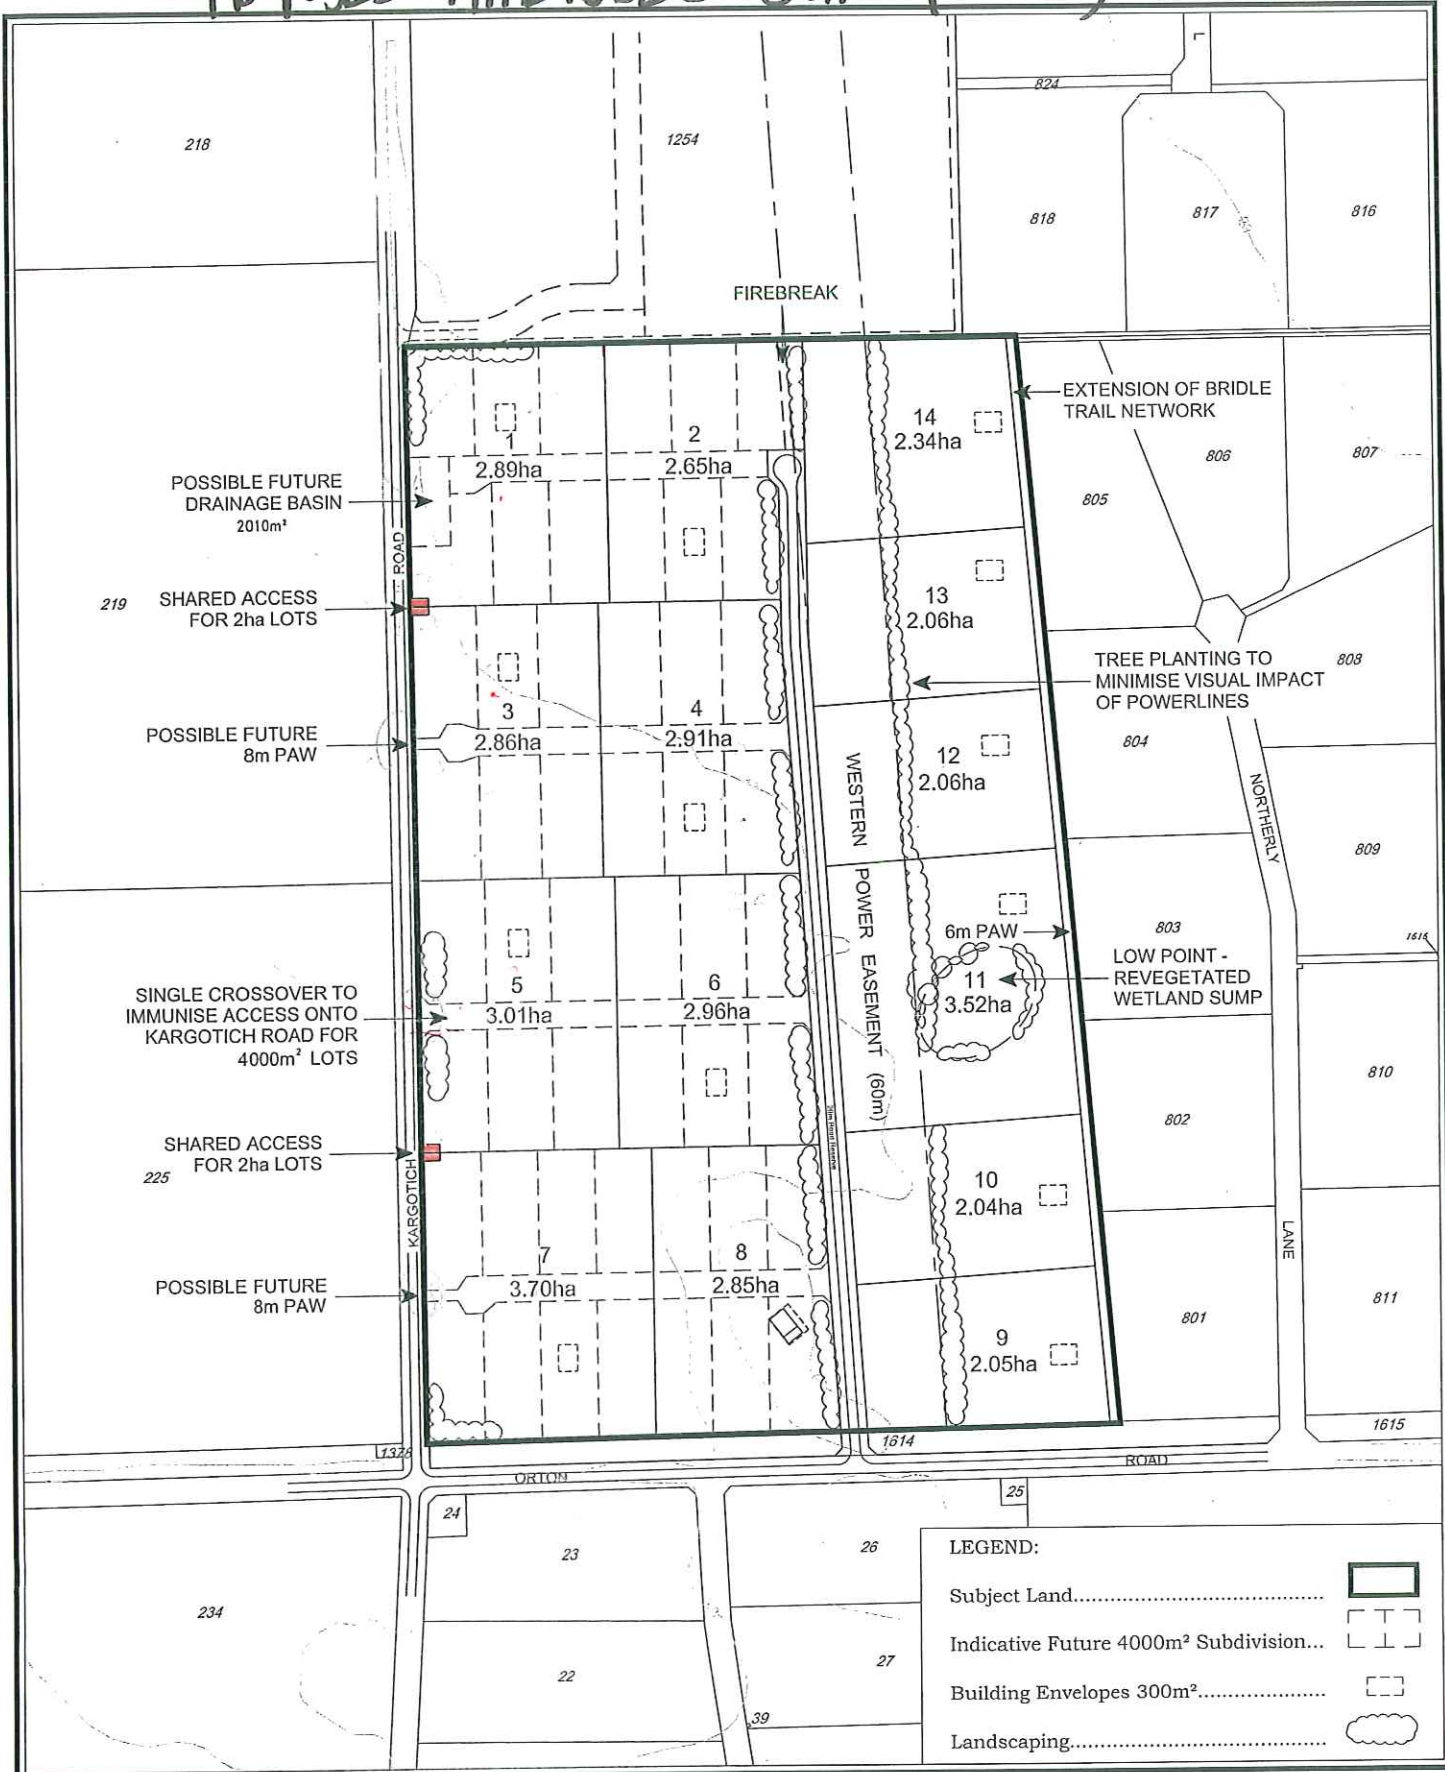 218
1254
824
L
818
817
816
FIREBREAK
EXTENSION OF BRIDLE
TRAIL NETWORK
14
2.34ha
1
2.89ha
2
2.65ha
806
807
805
POSSIBLE FUTURE
DRAINAGE BASIN
2010m²
ROAD
219
SHARED ACCESS
FOR 2ha LOTS
13
2.06ha
TREE PLANTING TO
MINIMISE VISUAL IMPACT
OF POWERLINES
808
POSSIBLE FUTURE
8m PAW
3
2.86ha
4
2.91ha
12
2.06ha
804
NORTHERLY
809
WESTERN POWER EASEMENT (60m)
6m PAW
803
1616
LOW POINT -
REVEGETATED
WETLAND SUMP
11
3.52ha
SINGLE CROSSOVER TO
IMMUNISE ACCESS ONTO
KARGOTICH ROAD FOR
4000m² LOTS
5
3.01ha
6
2.96ha
810
802
20m Road Reserve
SHARED ACCESS
FOR 2ha LOTS
225
KARGOTICH
10
2.04ha
LANE
POSSIBLE FUTURE
8m PAW
7
3.70ha
8
2.85ha
801
811
9
2.05ha
1378
1614
1615
ORTON
ROAD
24
25
23
26
234
22
27
39
LEGEND:
Subject Land
Indicative Future 4000m² Subdivision...
Building Envelopes 300m²
Landscaping